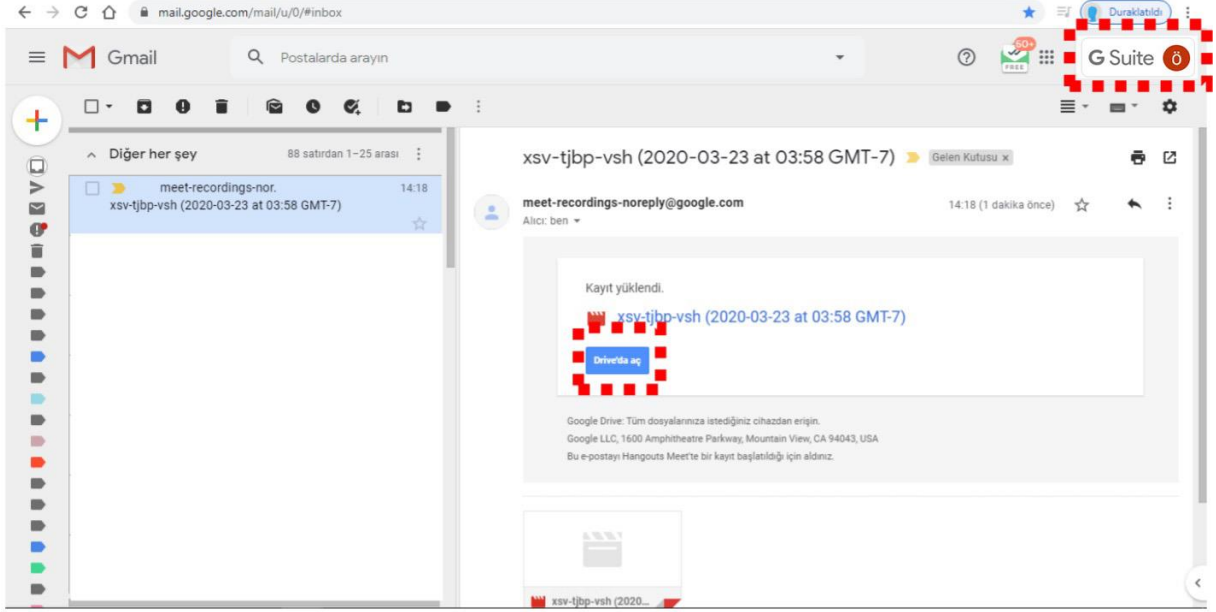 mail.google.com/mail/u/0/#inbox
Duraklatıldı
Gmail
Postalarda arayın
50+
FREE
G Suite
ö
Diğer her şey
88 satırdan 1–25 arası
meet-recordings-nor.
14:18
xsv-tjbp-vsh (2020-03-23 at 03:58 GMT-7)
xsv-tjbp-vsh (2020-03-23 at 03:58 GMT-7)
Gelen Kutusu x
meet-recordings-noreply@google.com
14:18 (1 dakika önce)
Alıcı: ben
Kayıt yüklendi.
xsv-tjbp-vsh (2020-03-23 at 03:58 GMT-7)
Drive'da aç
Google Drive: Tüm dosyalarınıza istediğiniz cihazdan erişin.
Google LLC, 1600 Amphitheatre Parkway, Mountain View, CA 94043, USA
Bu e-postayı Hangouts Meet'te bir kayıt başlatıldığı için aldınız.
xsv-tjbp-vsh (2020...